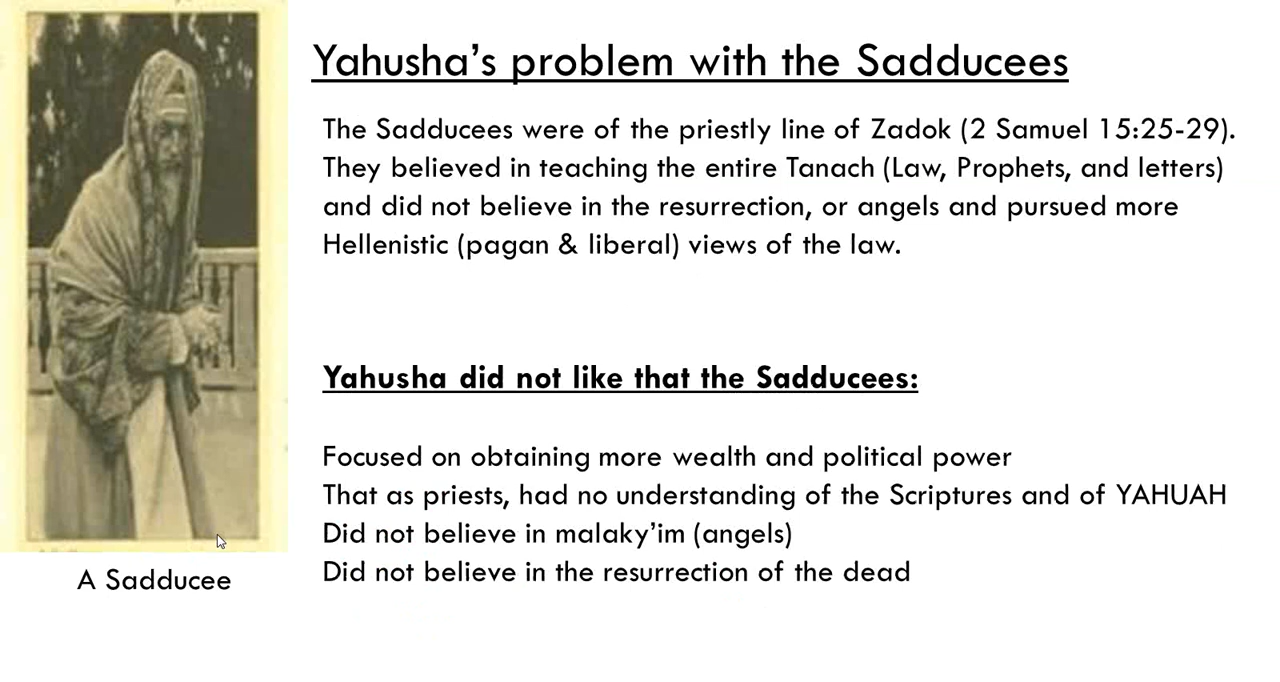 Yahusha's problem with the Sadducees
The Sadducees were of the priestly line of Zadok (2 Samuel 15:25-29).
They believed in teaching the entire Tanach (Law, Prophets, and letters)
and did not believe in the resurrection, or angels and pursued more
Hellenistic (pagan & liberal) views of the law.
Yahusha did not like that the Sadducees:
Focused on obtaining more wealth and political power
That as priests, had no understanding of the Scriptures and of YAHUAH
Did not believe in malaky'im (angels)
Did not believe in the resurrection of the dead
A Sadducee